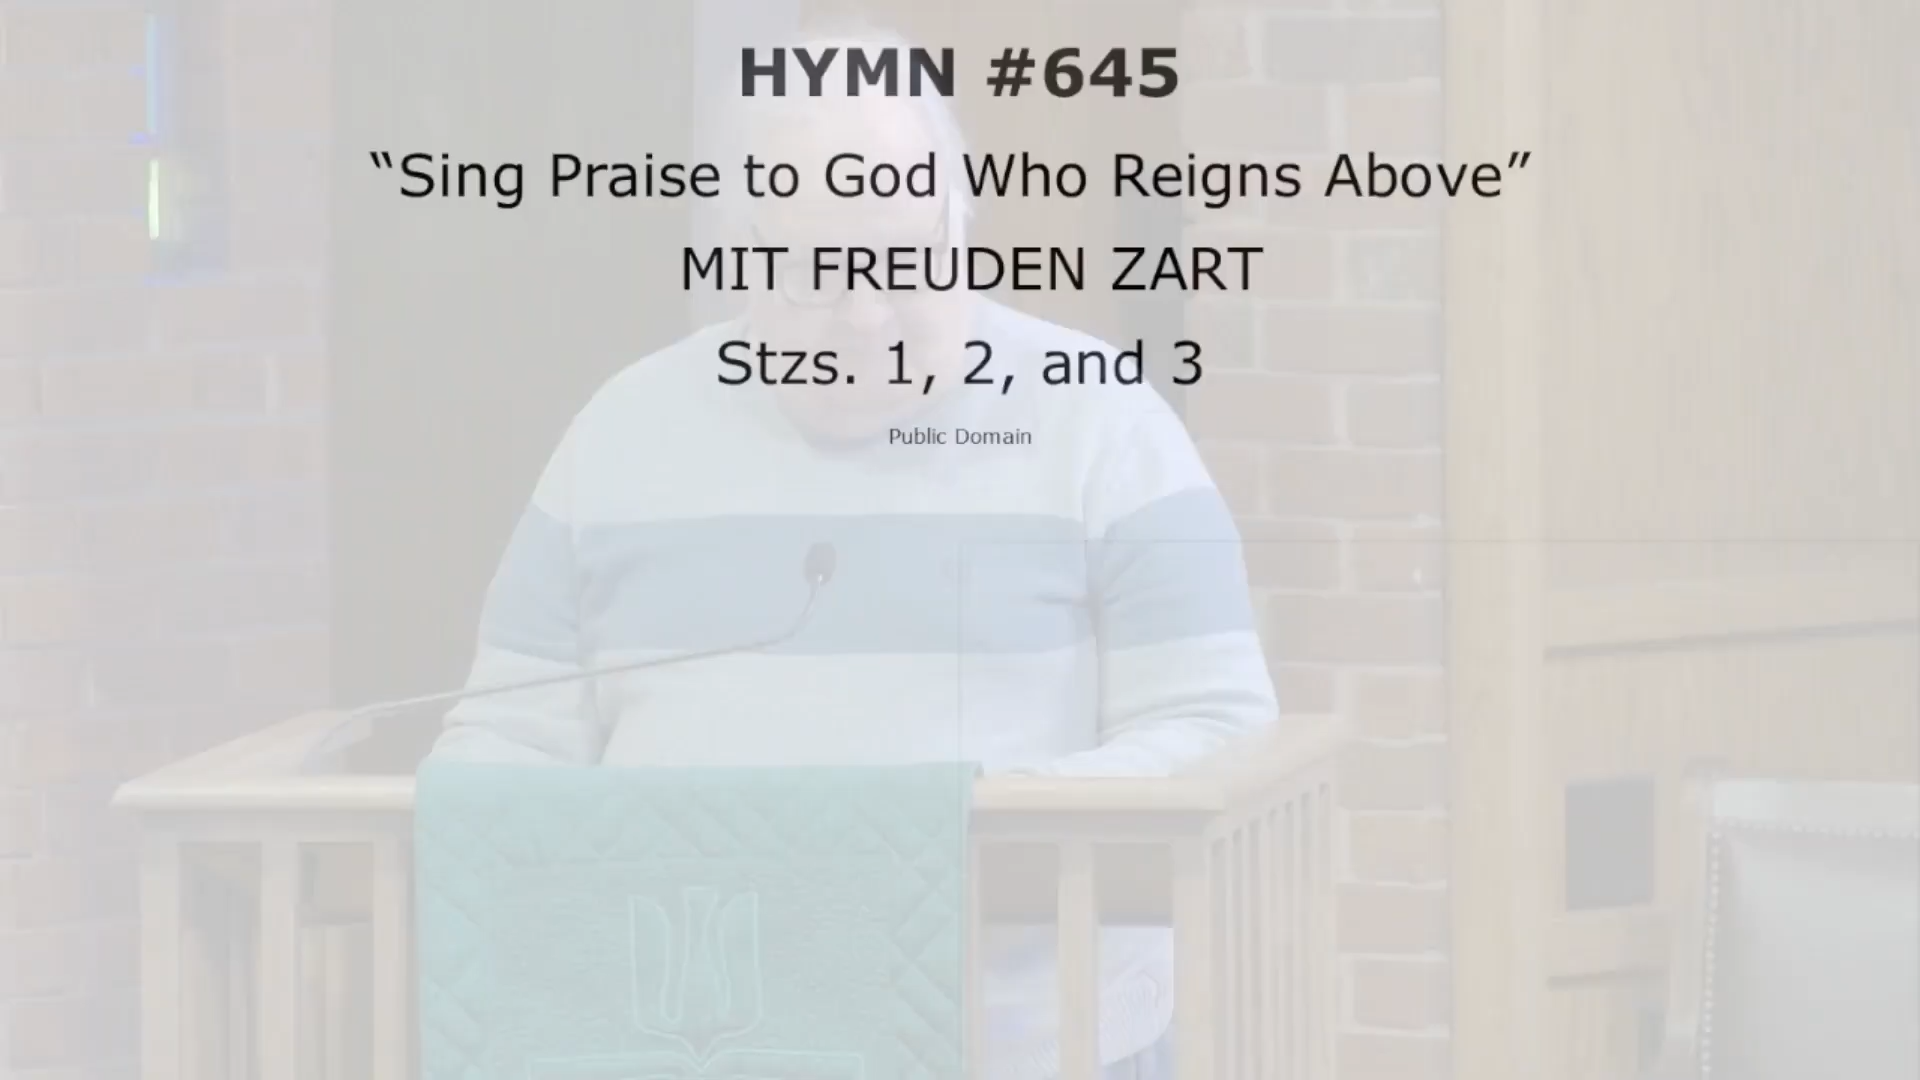 HYMN #645
“Sing Praise to God Who Reigns Above”
MIT FREUDEN ZART
Stzs. 1, 2, and 3
Public Domain